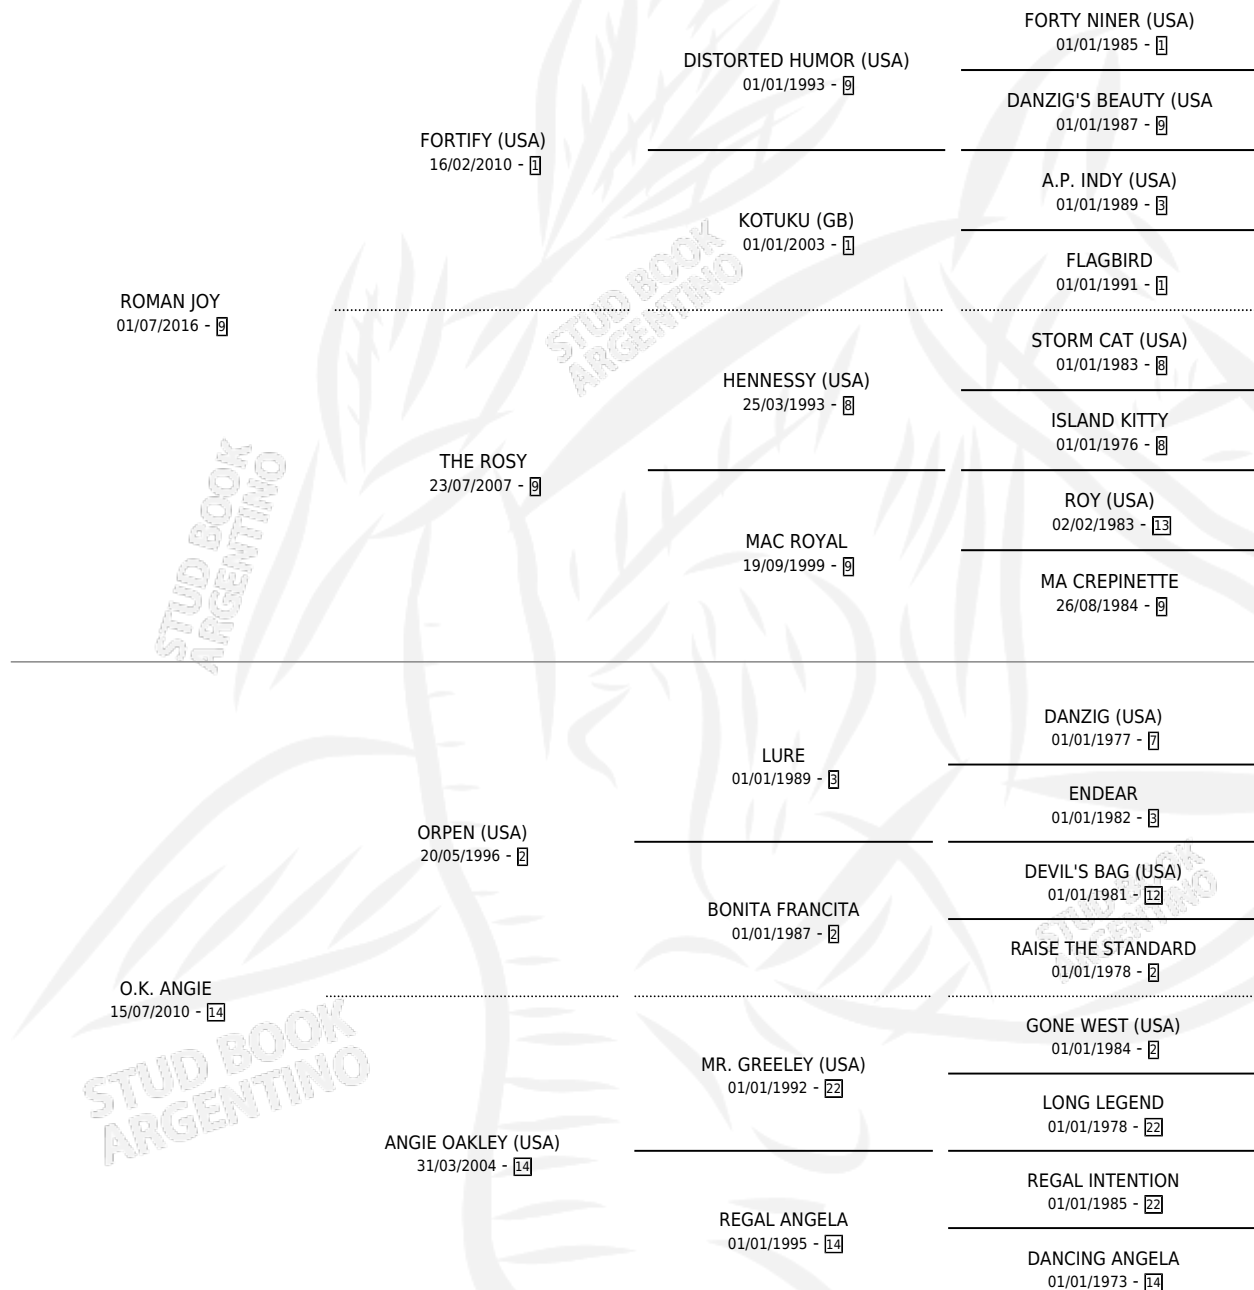 FORTY NINER (USA)
01/01/1985 - 1
DISTORTED HUMOR (USA)
01/01/1993 - 9
DANZIG'S BEAUTY (USA
01/01/1987 - 9
FORTIFY (USA)
16/02/2010 - 1
A.P. INDY (USA)
01/01/1989 - 3
KOTUKU (GB)
01/01/2003 - 1
FLAGBIRD
01/01/1991 - 1
ROMAN JOY
01/07/2016 - 9
STORM CAT (USA)
01/01/1983 - 8
HENNESSY (USA)
25/03/1993 - 8
ISLAND KITTY
01/01/1976 - 8
THE ROSY
23/07/2007 - 9
ROY (USA)
02/02/1983 - 13
MAC ROYAL
19/09/1999 - 9
MA CREPINETTE
26/08/1984 - 9
DANZIG (USA)
01/01/1977 - 7
LURE
01/01/1989 - 3
ENDEAR
01/01/1982 - 3
ORPEN (USA)
20/05/1996 - 2
DEVIL'S BAG (USA)
01/01/1981 - 12
BONITA FRANCITA
01/01/1987 - 2
RAISE THE STANDARD
01/01/1978 - 2
O.K. ANGIE
15/07/2010 - 14
GONE WEST (USA)
01/01/1984 - 2
MR. GREELEY (USA)
01/01/1992 - 22
LONG LEGEND
01/01/1978 - 22
ANGIE OAKLEY (USA)
31/03/2004 - 14
REGAL INTENTION
01/01/1985 - 22
REGAL ANGELA
01/01/1995 - 14
DANCING ANGELA
01/01/1973 - 14
STUD BOOK
ARGENTINO
STUD BOOK
ARGENTINO
STUD BOOK
ARGENTINO
STUD BOOK
ARGENTINO